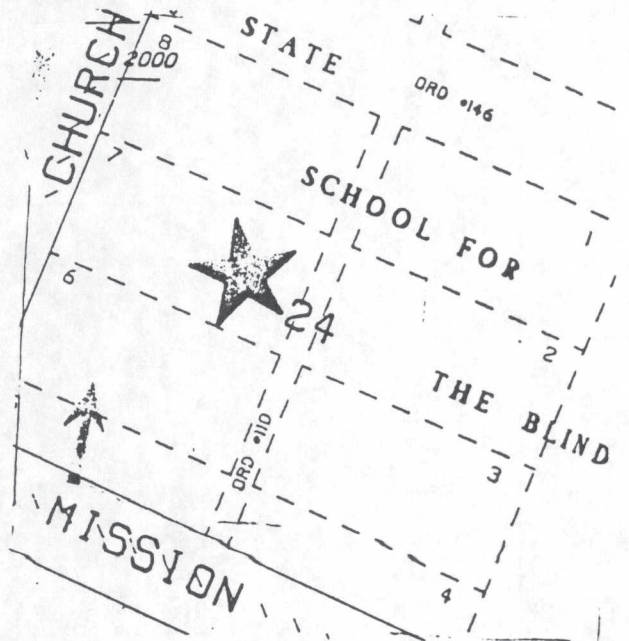 CHURCH
8
2000
STATE
ORD #146
7
SCHOOL FOR
6
24
2
THE BLIND
ORD #110
3
MISSION
4